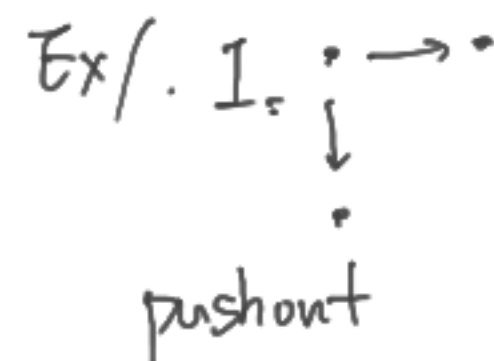 Ex/. I =
pushout